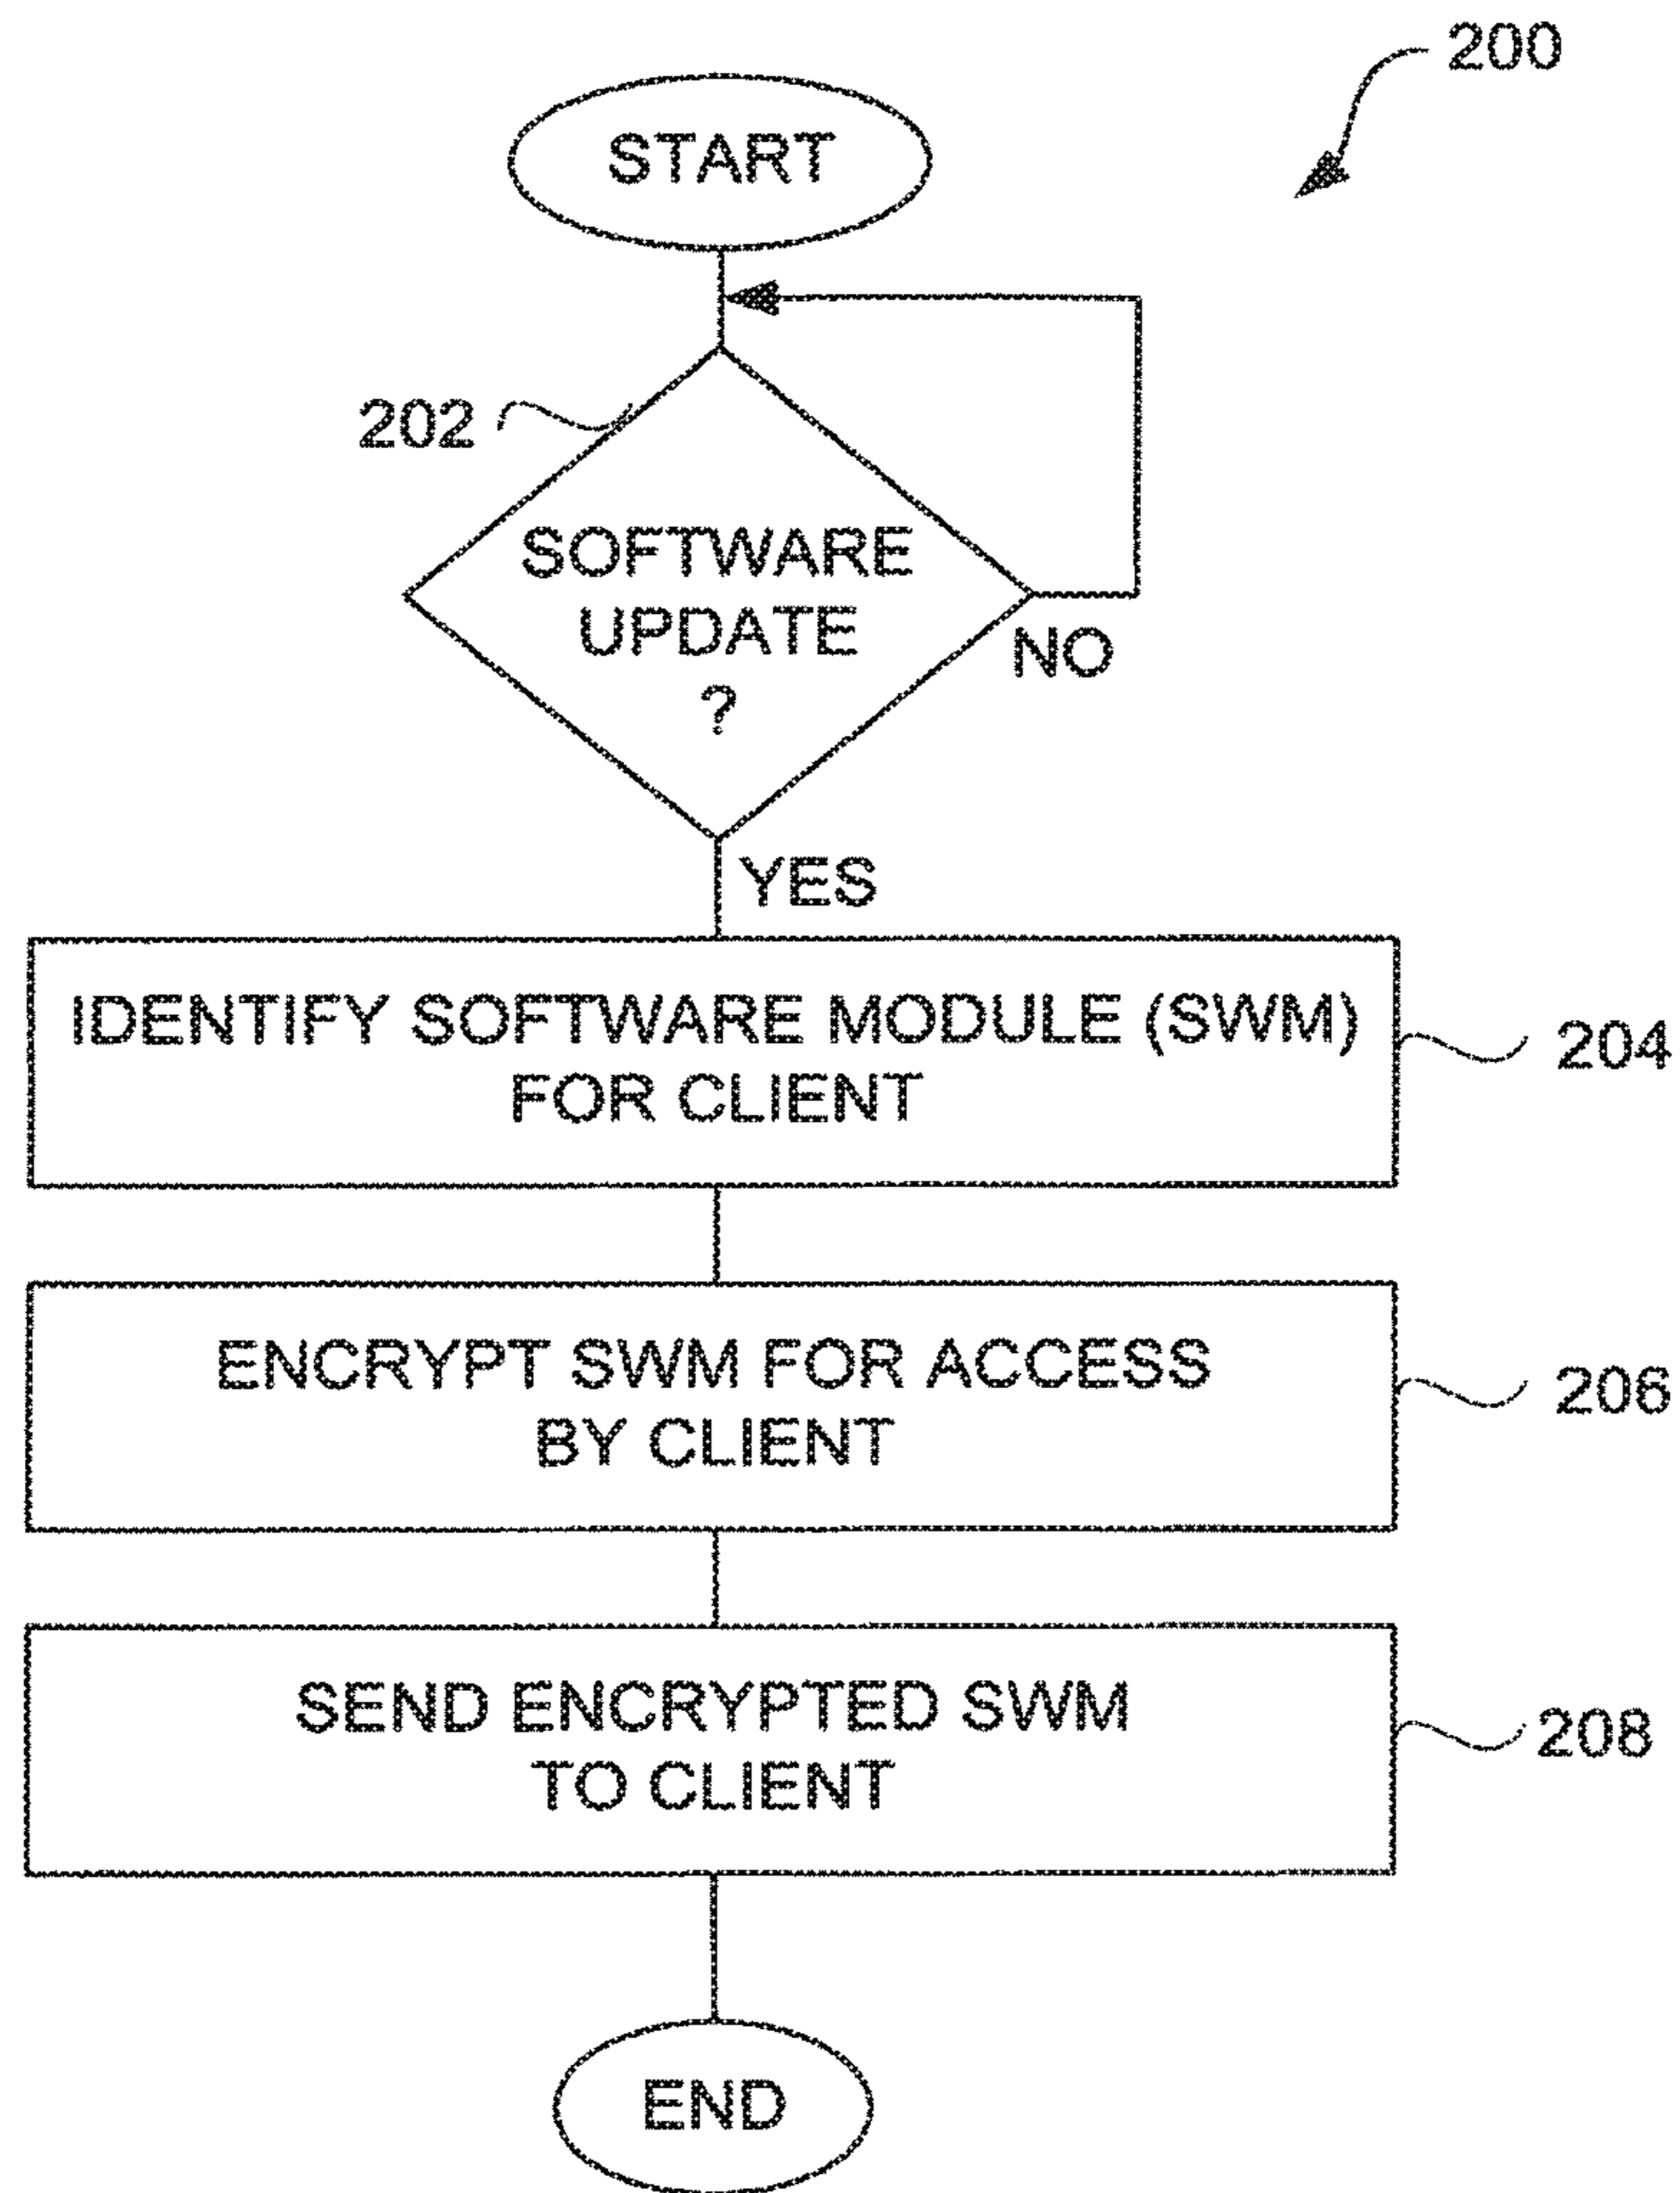 200
START
202
SOFTWARE
UPDATE
?
NO
YES
IDENTIFY SOFTWARE MODULE (SWM)
FOR CLIENT
204
ENCRYPT SWM FOR ACCESS
BY CLIENT
206
SEND ENCRYPTED SWM
TO CLIENT
208
END